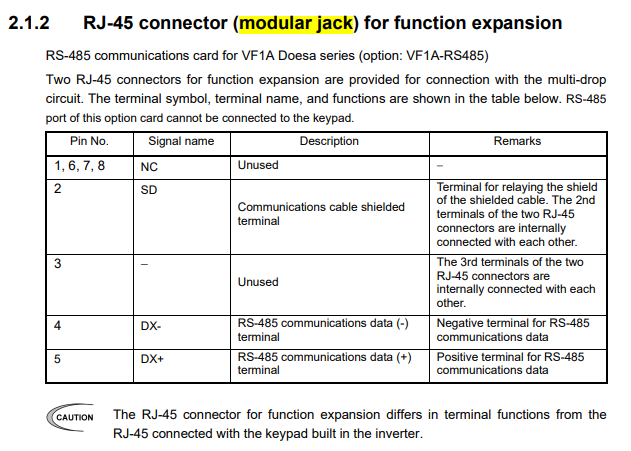 2.1.2 RJ-45 connector (modular jack) for function expansion
RS-485 communications card for VF1A Doesa series (option: VF1A-RS485)
Two RJ-45 connectors for function expansion are provided for connection with the multi-drop
circuit. The terminal symbol, terminal name, and functions are shown in the table below. RS-485
port of this option card cannot be connected to the keypad.
Pin No. Signal name Description Remarks
1, 6, 7, 8 NC Unused –
2 SD Communications cable shielded
terminal
Terminal for relaying the shield
of the shielded cable. The 2nd
terminals of the two RJ-45
connectors are internally
connected with each other.
3 – Unused
The 3rd terminals of the two
RJ-45 connectors are
internally connected with each
other.
4 DX- RS-485 communications data (-)
terminal
Negative terminal for RS-485
communications data
5 DX+ RS-485 communications data (+)
terminal
Positive terminal for RS-485
communications data
CAUTION
The RJ-45 connector for function expansion differs in terminal functions from the
RJ-45 connected with the keypad built in the inverter.